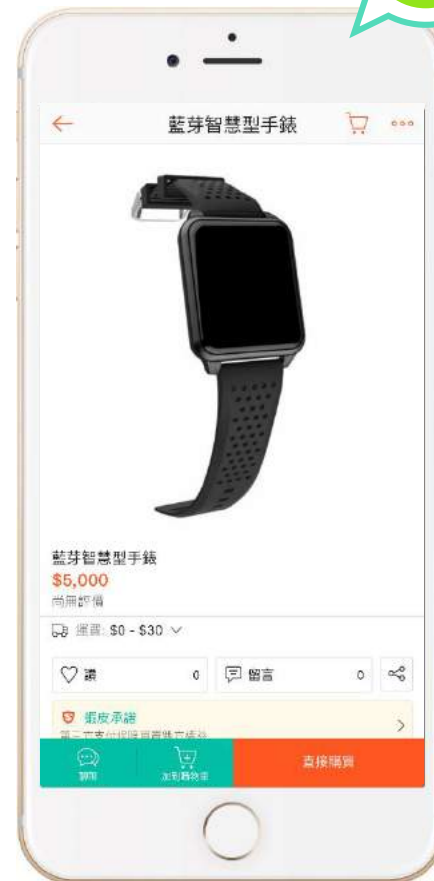 藍芽智慧型手錶
藍芽智慧型手錶
$5,000
尚無評價
運費: $0 - $30
讚 0 留言 0
蝦皮承諾
聊聊 加到購物車 直接購買